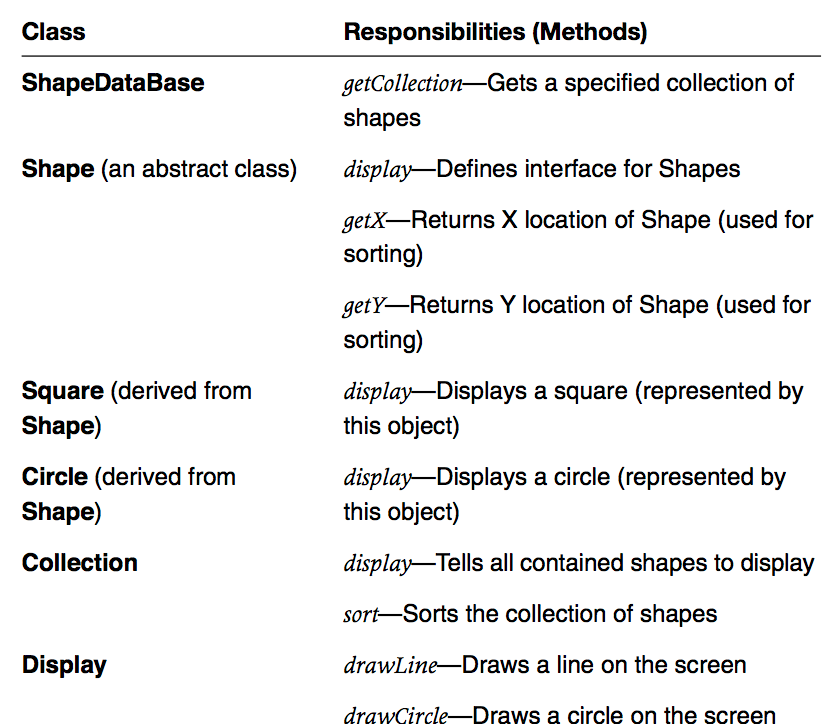 Class Responsibilities (Methods)
ShapeDataBase getCollection—Gets a specified collection of
shapes
Shape (an abstract class) display—Defines interface for Shapes
getX—Returns X location of Shape (used for
sorting)
getY—Returns Y location of Shape (used for
sorting)
Square (derived from display—Displays a square (represented by
Shape) this object)
Circle (derived from display—Displays a circle (represented by
Shape) this object)
Collection display—Tells all contained shapes to display
sort—Sorts the collection of shapes
Display drawLine—Draws a line on the screen
drawCircle—Draws a circle on the screen